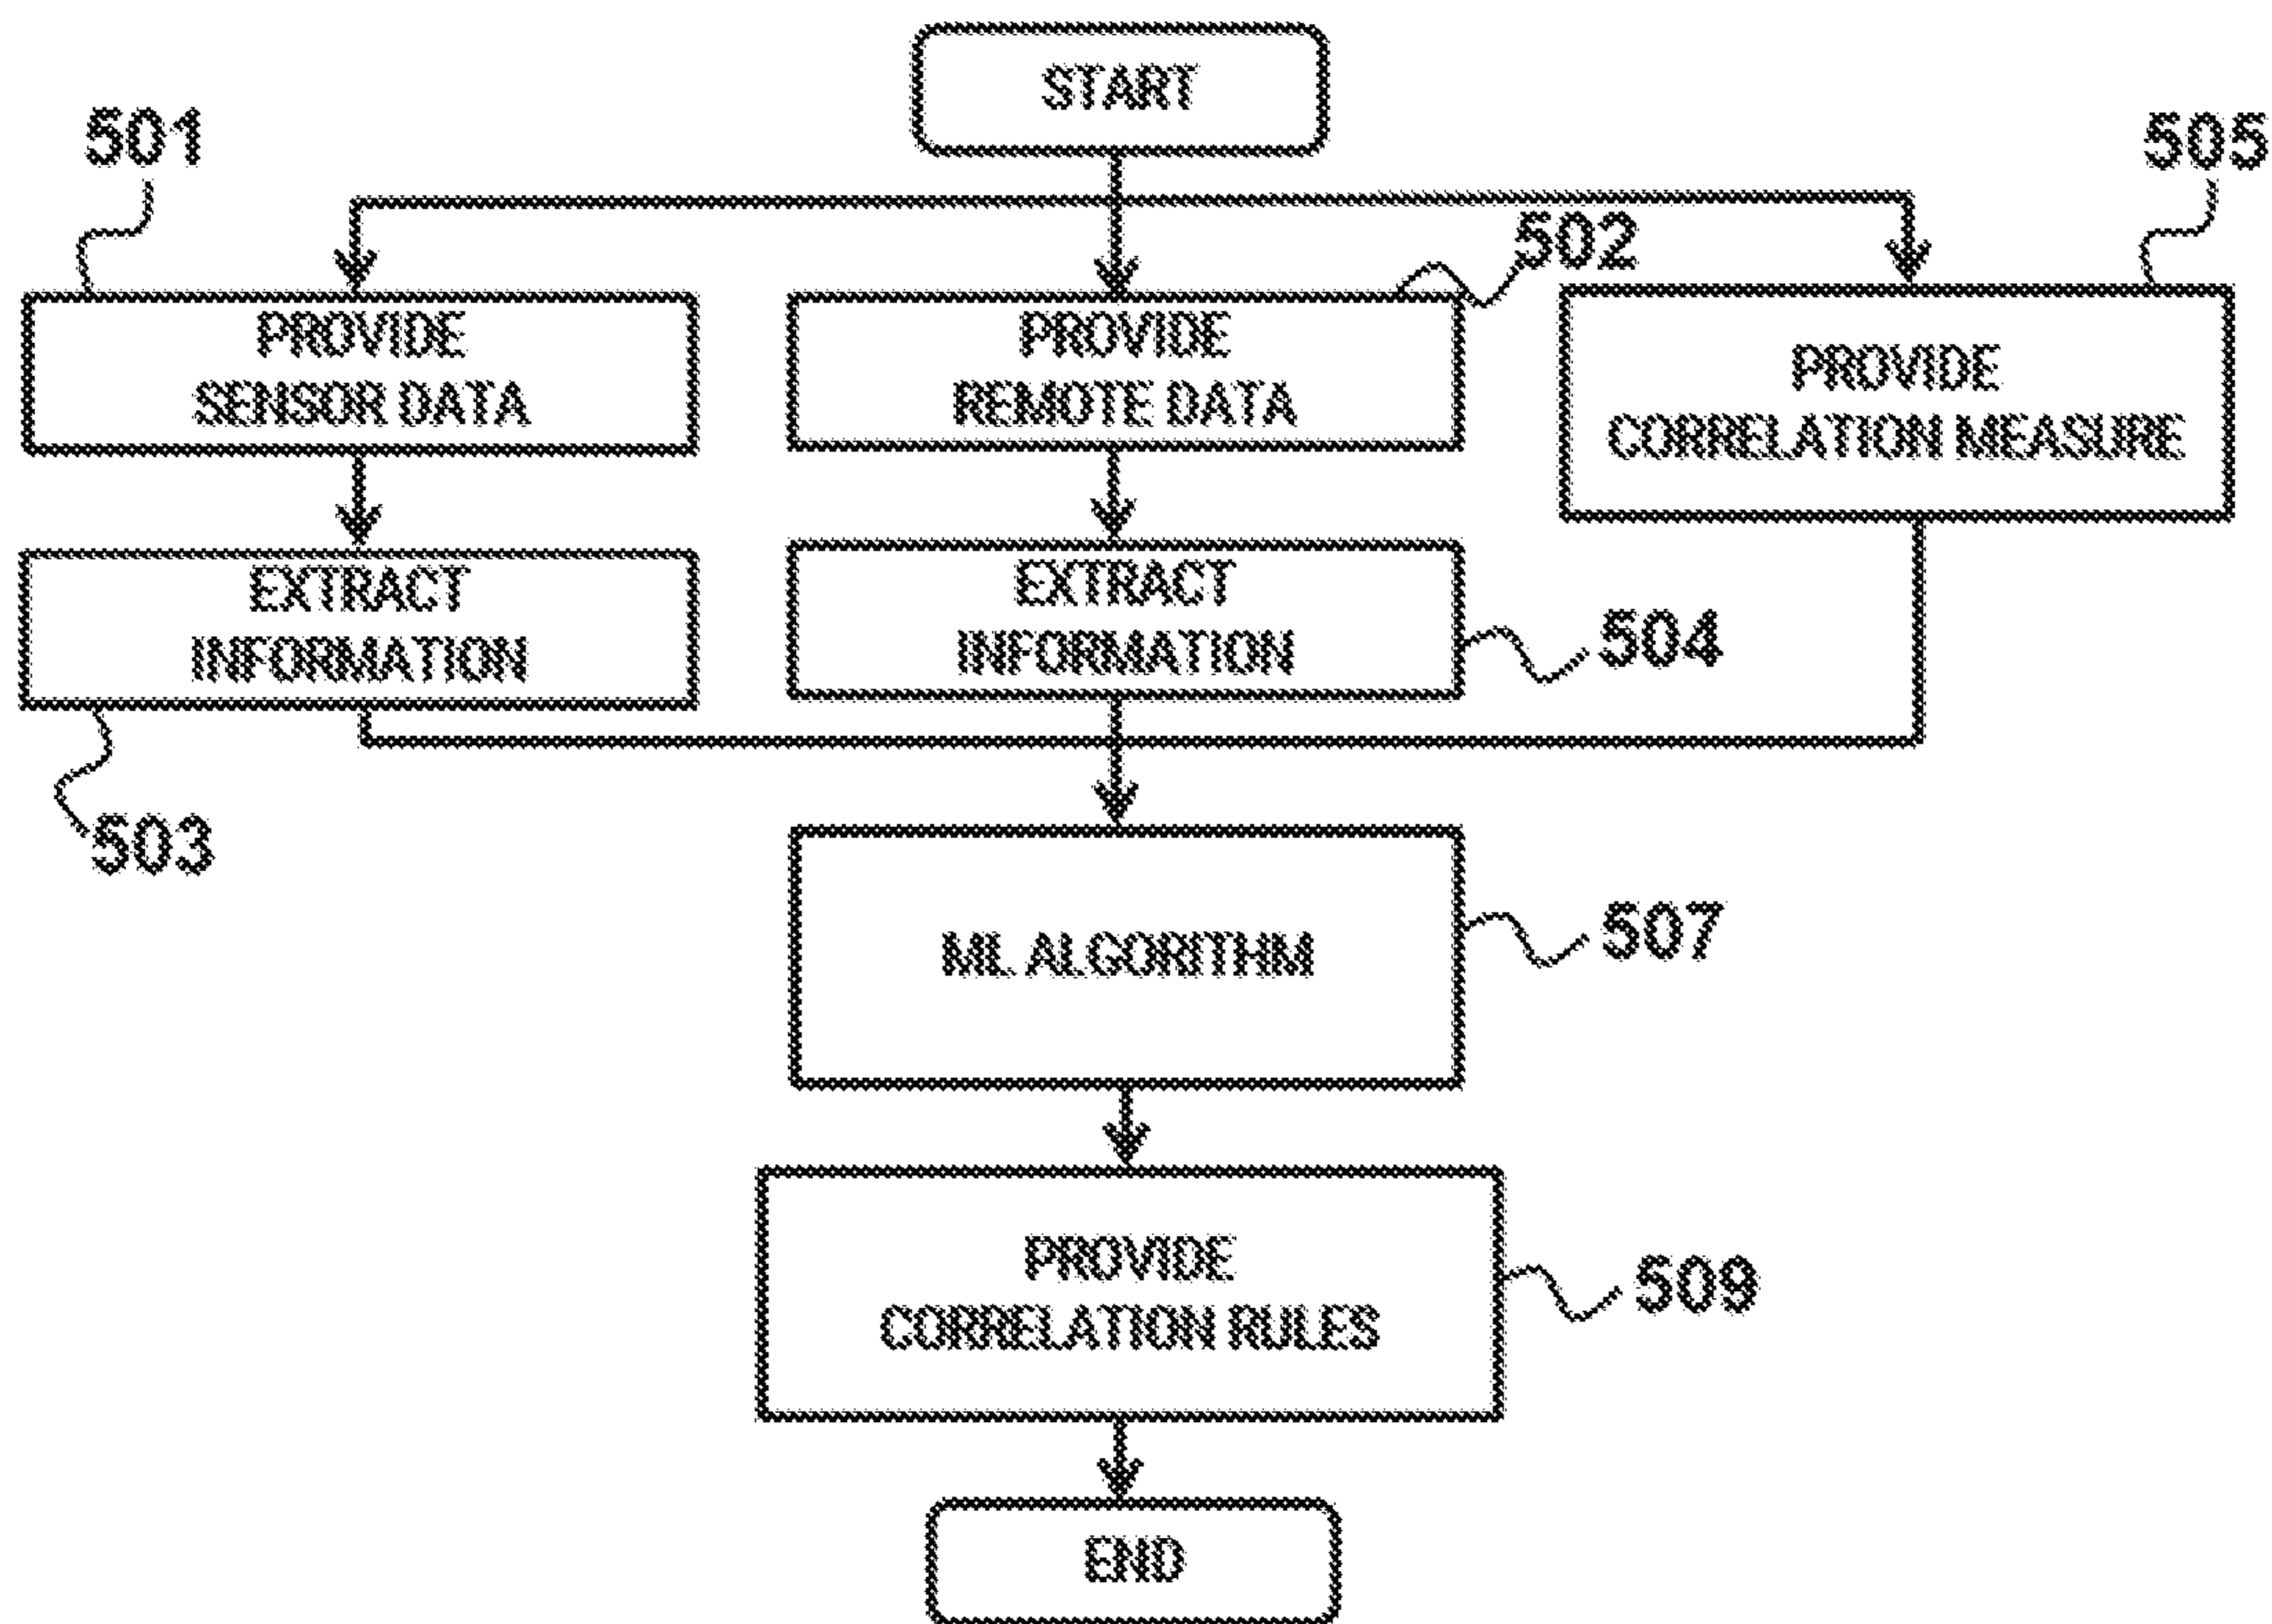 START
501
505
502
PROVIDE
SENSOR DATA
PROVIDE
REMOTE DATA
PROVIDE
CORRELATION MEASURE
EXTRACT
INFORMATION
EXTRACT
INFORMATION
504
503
ML ALGORITHM
507
PROVIDE
CORRELATION RULES
509
END